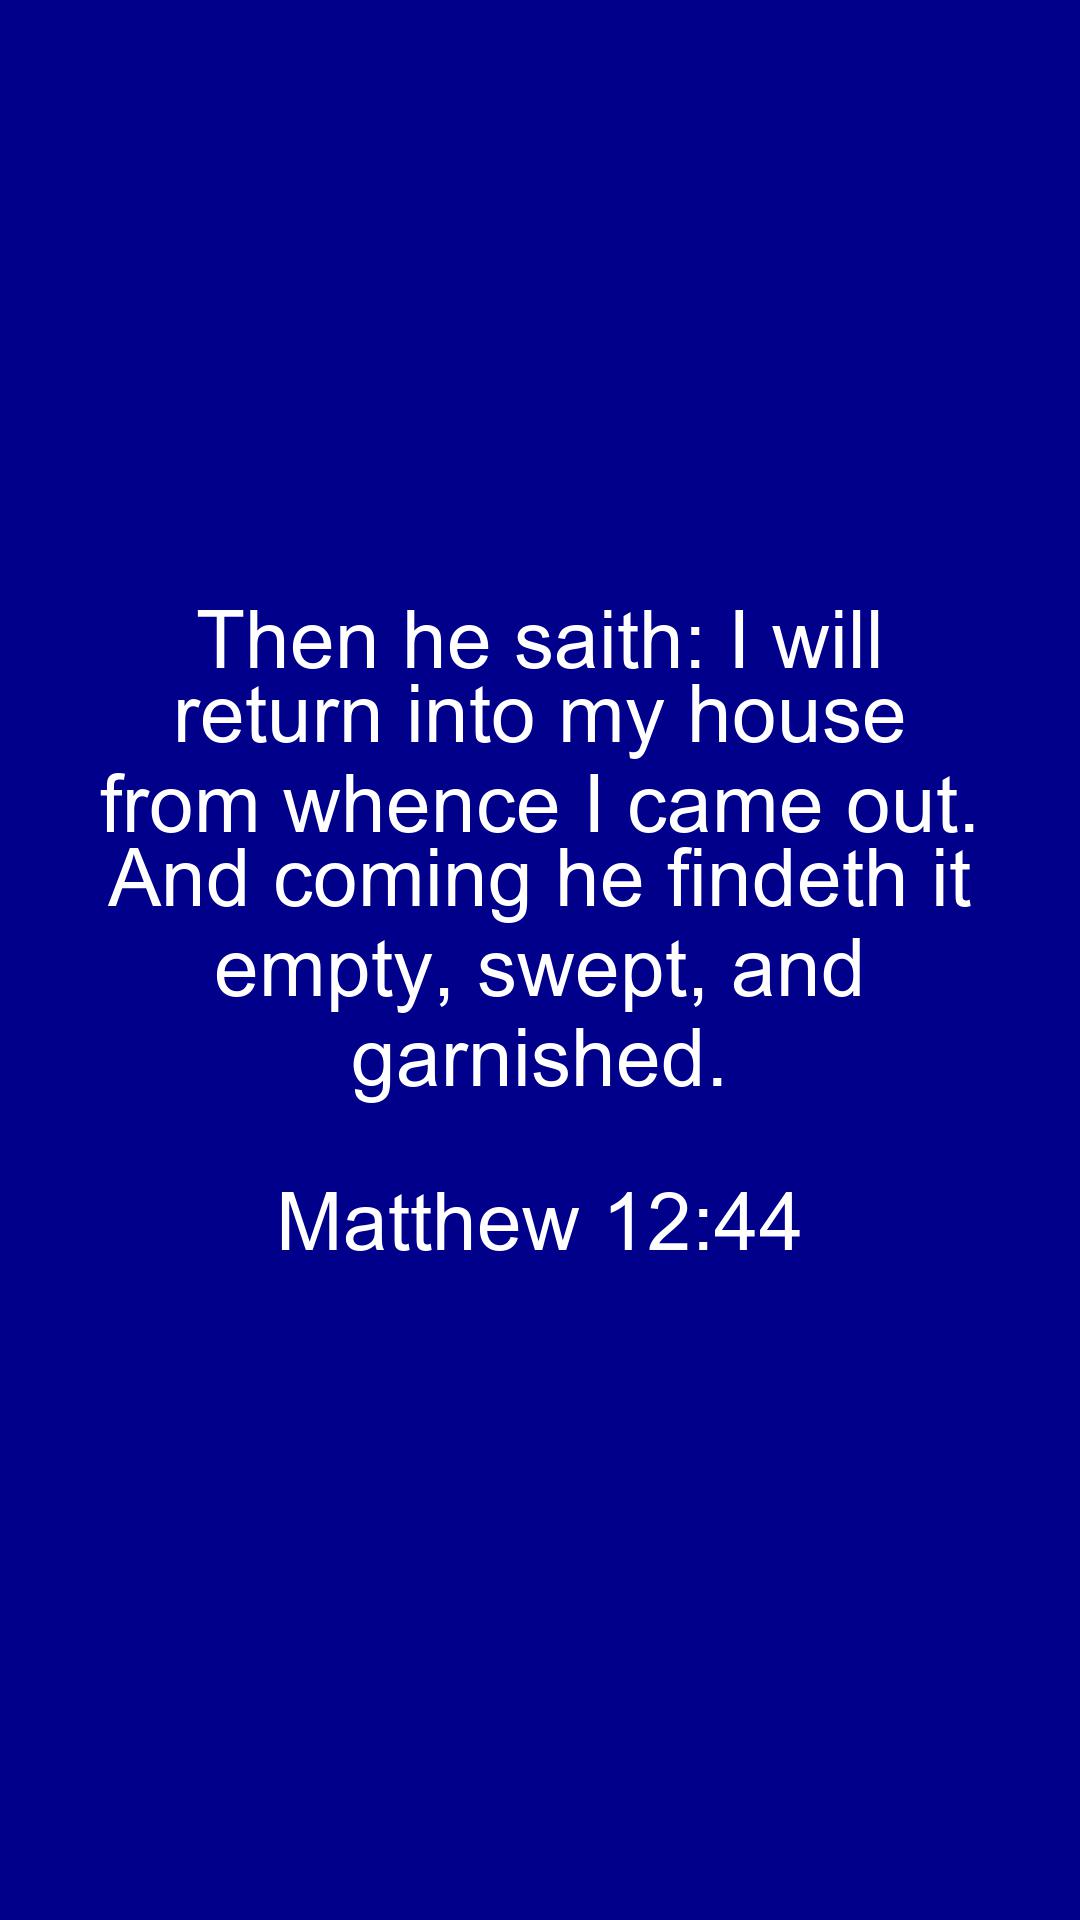 Then he saith: I will
return into my house
from whence I came out.
And coming he findeth it
empty, swept, and
garnished.
Matthew 12:44